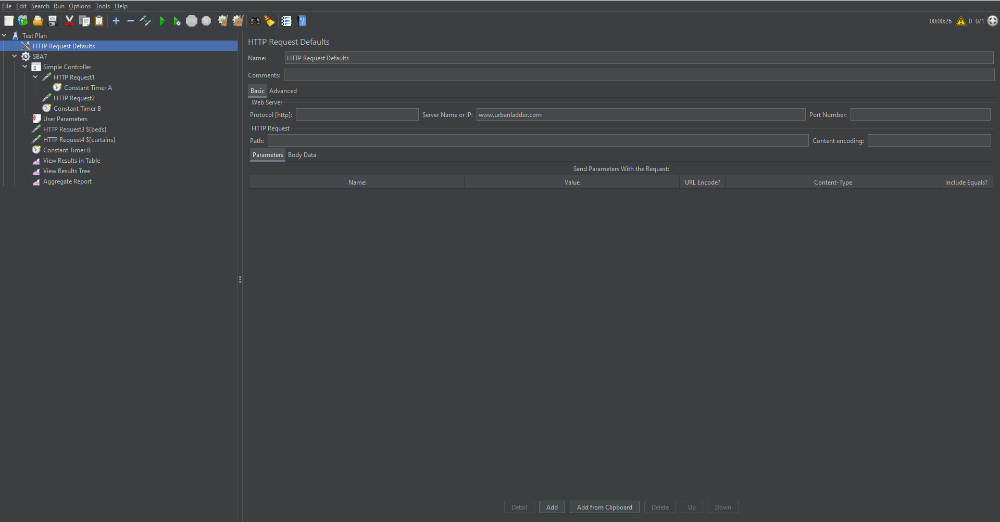 File Edit Search Run Options Tools Help
STOP
00:00:26 0 0/1
Test Plan
HTTP Request Defaults
SBA7
Simple Controller
HTTP Request1
Constant Timer A
HTTP Request2
Constant Timer B
User Parameters
HTTP Request3 ${beds}
HTTP Request4 ${curtains}
Constant Timer B
View Results in Table
View Results Tree
Aggregate Report
HTTP Request Defaults
Name: HTTP Request Defaults
Comments:
Basic Advanced
Web Server
Protocol [http]: Server Name or IP: www.urbanladder.com Port Number:
HTTP Request
Path: Content encoding:
Parameters Body Data
Send Parameters With the Request:
Name: Value URL Encode? Content-Type Include Equals?
Detail Add Add from Clipboard Delete Up Down